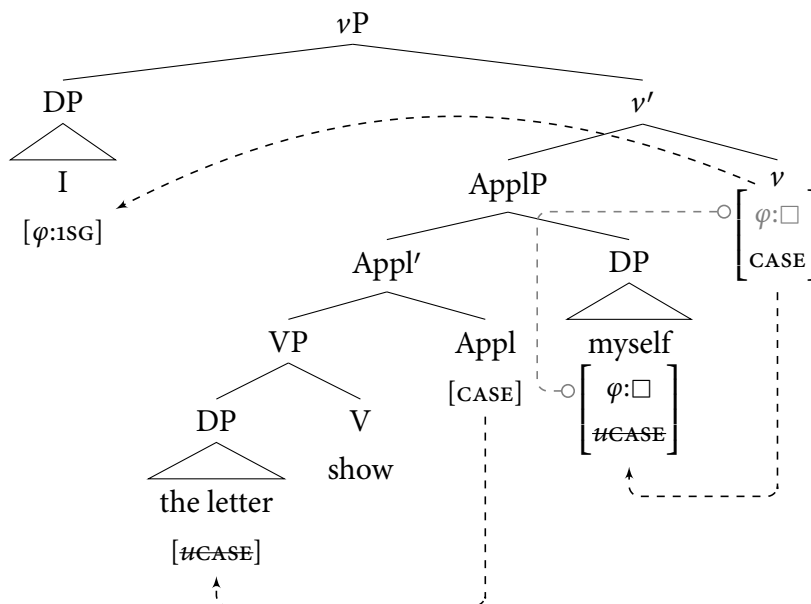 vP
DP
v′
I
ApplP
v
[φ:1SG]
[φ:□
Appl′
DP
CASE]
VP
Appl
myself
[CASE]
[φ:□
DP
V
uCASE]
show
the letter
[uCASE]